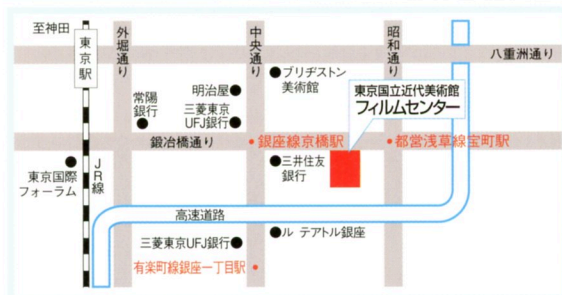 至神田
東京駅
外堀通り
中央通り
昭和通り
八重洲通り
ブリヂストン
美術館
東京国立近代美術館
フィルムセンター
明治屋
常陽
銀行
三菱東京
UFJ銀行
鍛冶橋通り
銀座線京橋駅
都営浅草線宝町駅
JR線
三井住友
銀行
東京国際
フォーラム
高速道路
三菱東京UFJ銀行
ル テアトル銀座
有楽町線銀座一丁目駅